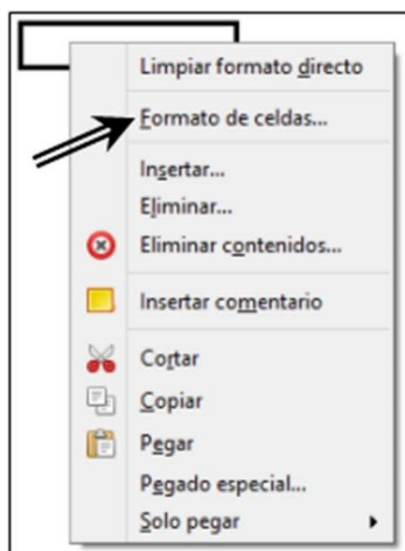 Limpiar formato directo
Formato de celdas...
Insertar...
Eliminar...
Eliminar contenidos...
Insertar comentario
Cortar
Copiar
Pegar
Pegado especial...
Solo pegar